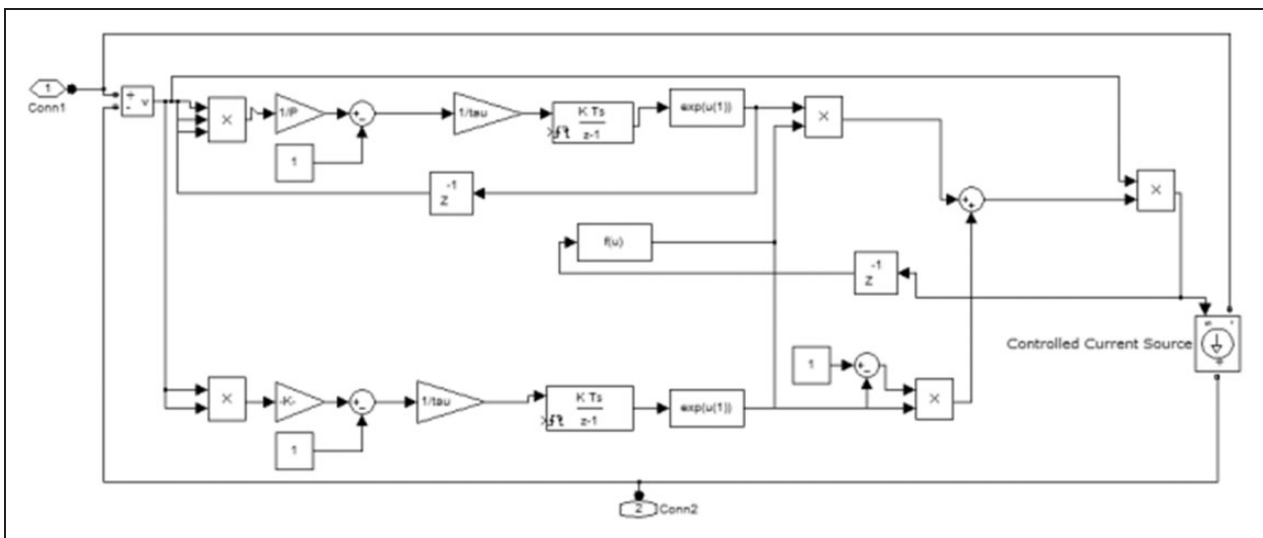 1
Conn1
+
-
v
×
1/P
+
-
1
1/tau
K Ts
z-1
exp(u(1))
×
-1
Z
f(u)
-1
Z
+
+
×
Controlled Current Source
×
-K-
+
-
1
1/tau
K Ts
z-1
exp(u(1))
1
+
-
×
2
Conn2